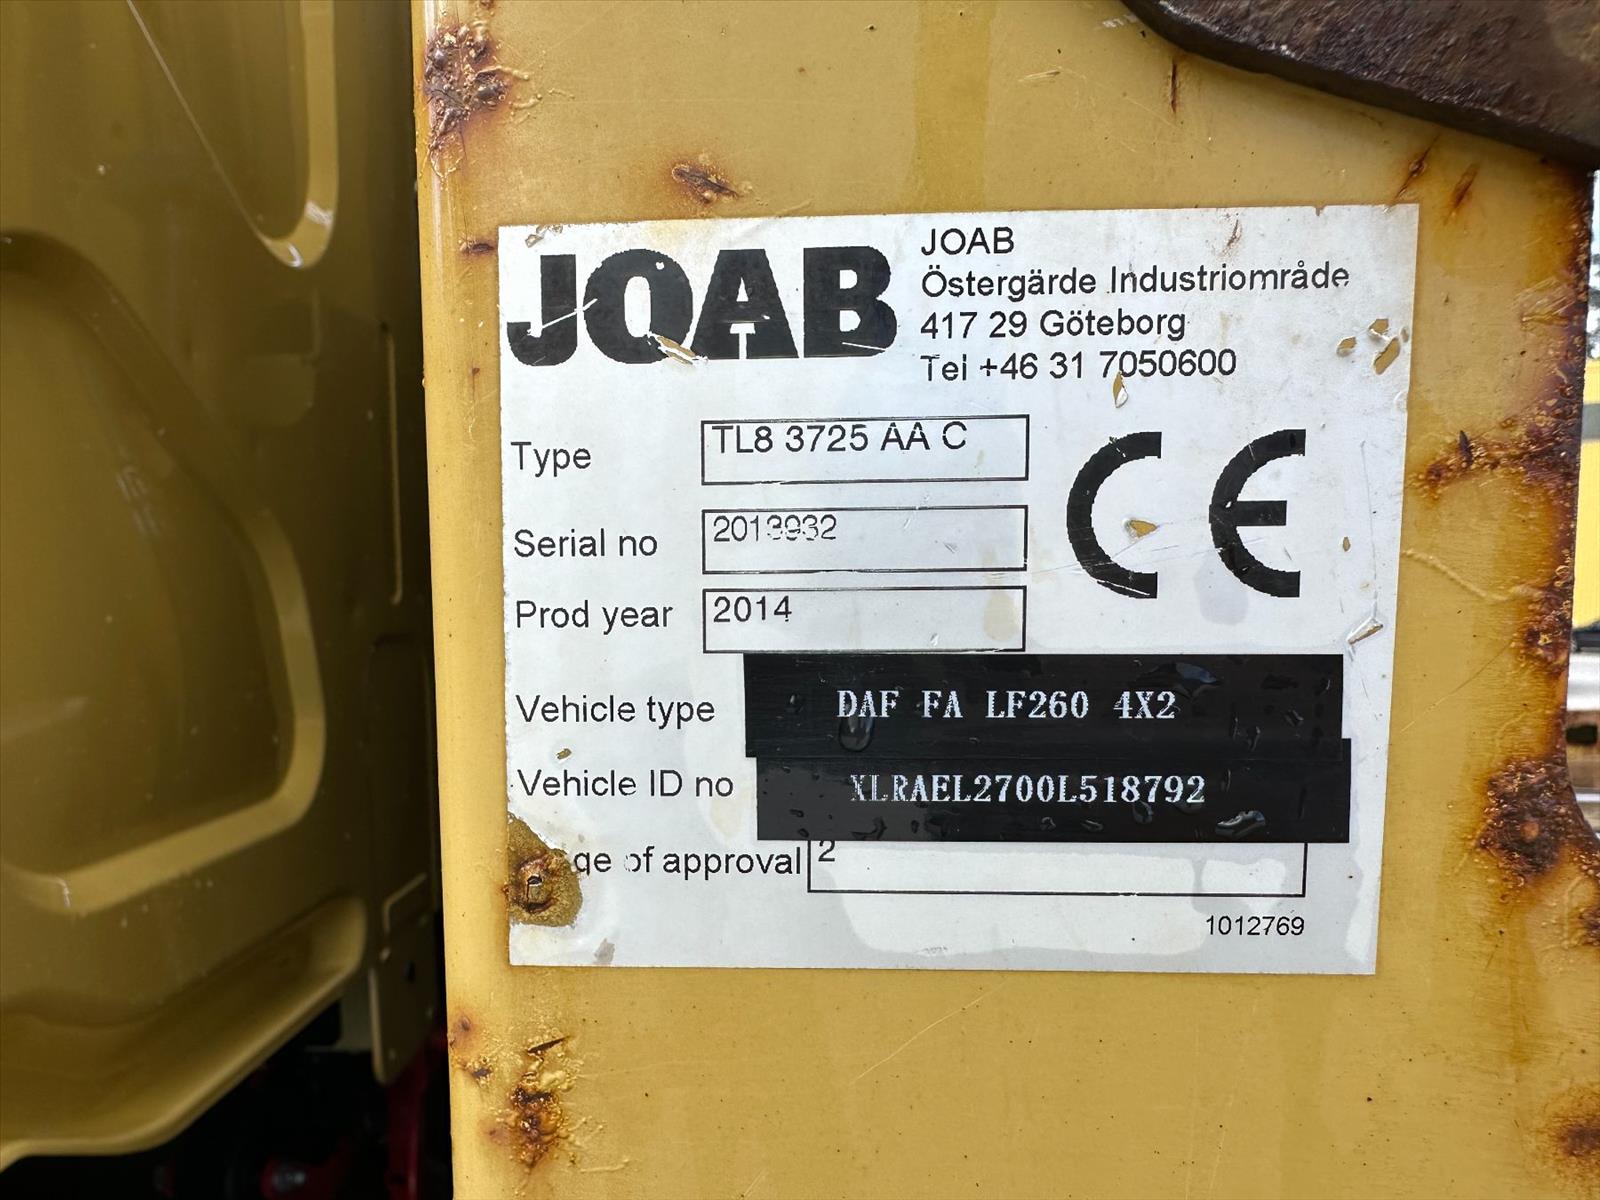 JOAB
JOAB
Östergärde Industriområde
417 29 Göteborg
Tel +46 31 7050600
Type TL8 3725 AA C
CE
Serial no 2013932
Prod year 2014
Vehicle type DAF FA LF260 4X2
Vehicle ID no XLRAEL2700L518792
of approval 2
1012769